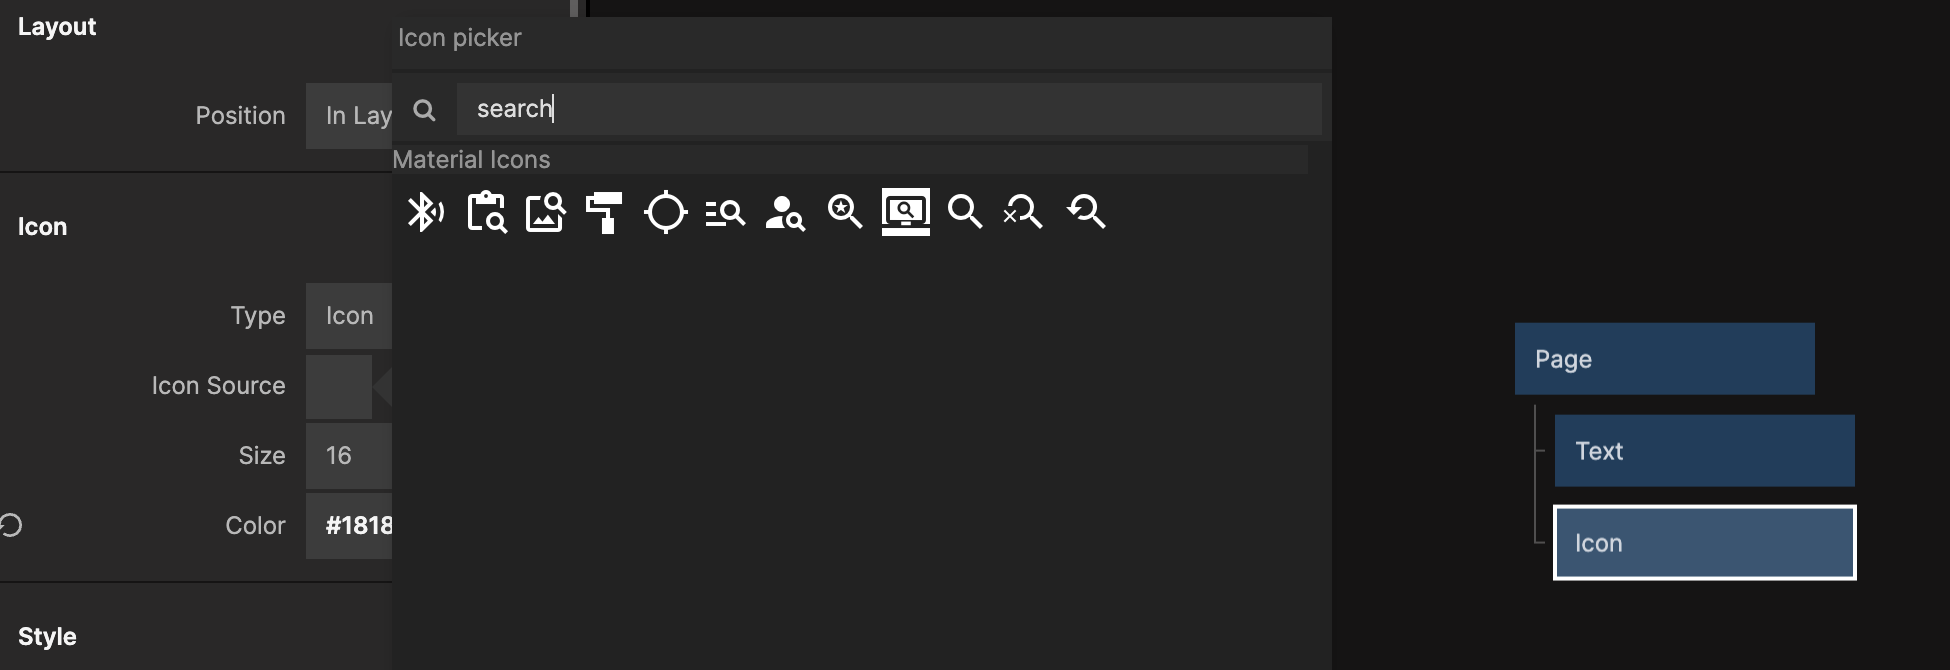 Layout
Position
In Lay
Icon
Type
Icon
Icon Source
Size
16
Color
#1818
Style
Icon picker
search
Material Icons
Page
Text
Icon